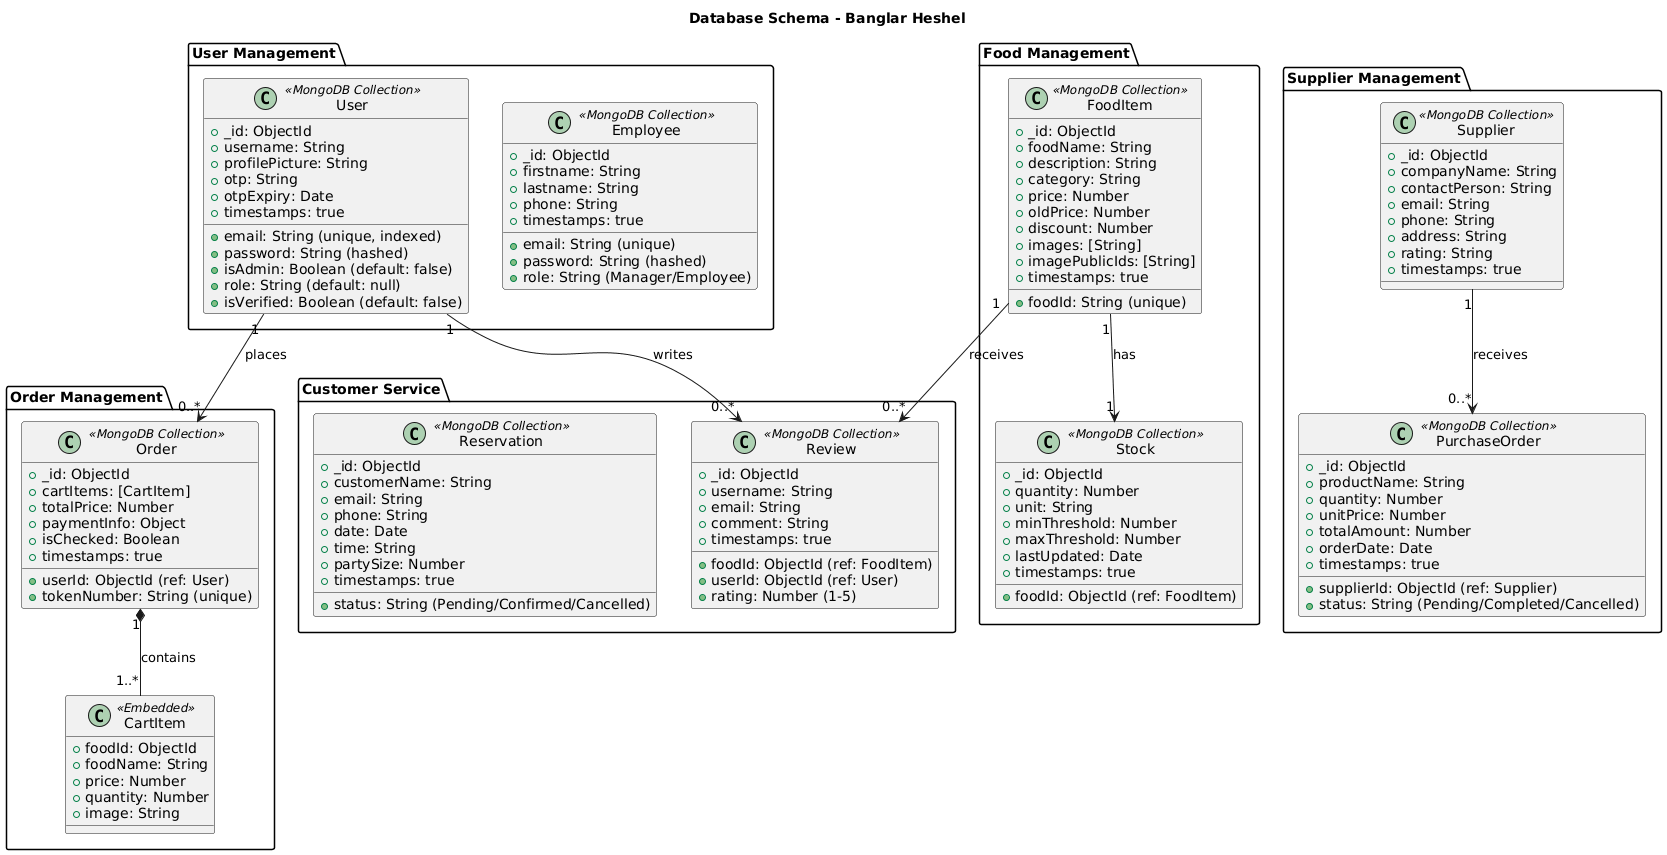 Database Schema - Banglar Heshel
User Management
«MongoDB Collection»
C
User
_id: ObjectId
username: String
profilePicture: String
otp: String
otpExpiry: Date
timestamps: true
email: String (unique, indexed)
password: String (hashed)
isAdmin: Boolean (default: false)
role: String (default: null)
isVerified: Boolean (default: false)
«MongoDB Collection»
C
Employee
_id: ObjectId
firstname: String
lastname: String
phone: String
timestamps: true
email: String (unique)
password: String (hashed)
role: String (Manager/Employee)
Food Management
«MongoDB Collection»
C
FoodItem
_id: ObjectId
foodName: String
description: String
category: String
price: Number
oldPrice: Number
discount: Number
images: [String]
imagePublicIds: [String]
timestamps: true
foodId: String (unique)
Supplier Management
«MongoDB Collection»
C
Supplier
_id: ObjectId
companyName: String
contactPerson: String
email: String
phone: String
address: String
rating: String
timestamps: true
1
places
0..*
1
writes
0..*
1
receives
0..*
1
has
1
1
receives
0..*
Order Management
«MongoDB Collection»
C
Order
_id: ObjectId
cartItems: [CartItem]
totalPrice: Number
paymentInfo: Object
isChecked: Boolean
timestamps: true
userId: ObjectId (ref: User)
tokenNumber: String (unique)
1
contains
1..*
«Embedded»
C
CartItem
foodId: ObjectId
foodName: String
price: Number
quantity: Number
image: String
Customer Service
«MongoDB Collection»
C
Reservation
_id: ObjectId
customerName: String
email: String
phone: String
date: Date
time: String
partySize: Number
timestamps: true
status: String (Pending/Confirmed/Cancelled)
«MongoDB Collection»
C
Review
_id: ObjectId
username: String
email: String
comment: String
timestamps: true
foodId: ObjectId (ref: FoodItem)
userId: ObjectId (ref: User)
rating: Number (1-5)
«MongoDB Collection»
C
Stock
_id: ObjectId
quantity: Number
unit: String
minThreshold: Number
maxThreshold: Number
lastUpdated: Date
timestamps: true
foodId: ObjectId (ref: FoodItem)
«MongoDB Collection»
C
PurchaseOrder
_id: ObjectId
productName: String
quantity: Number
unitPrice: Number
totalAmount: Number
orderDate: Date
timestamps: true
supplierId: ObjectId (ref: Supplier)
status: String (Pending/Completed/Cancelled)